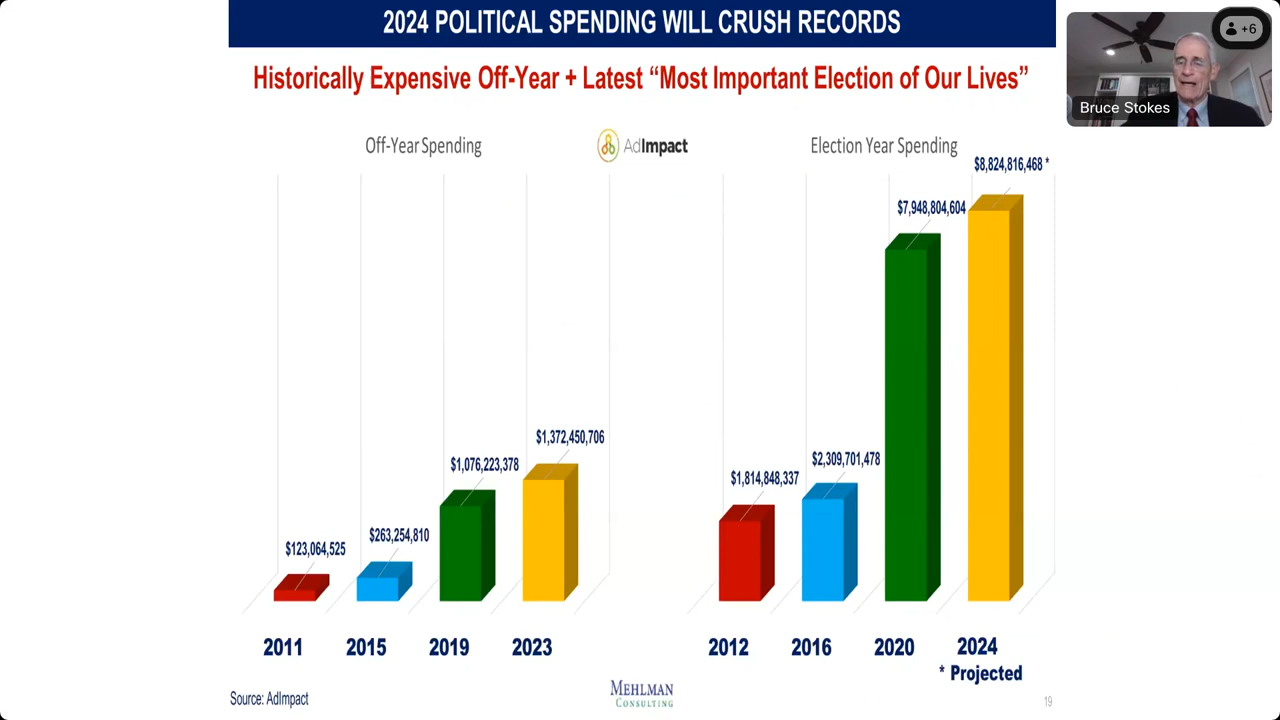 2024 POLITICAL SPENDING WILL CRUSH RECORDS
Historically Expensive Off-Year + Latest “Most Important Election of Our Lives”
+6
Bruce Stokes
Off-Year Spending
AdImpact
Election Year Spending
$8,824,816,468 *
$7,948,804,604
$1,372,450,706
$1,076,223,378
$2,309,701,478
$1,814,848,337
$263,254,810
$123,064,525
2011 2015 2019 2023 2012 2016 2020 2024
* Projected
Source: AdImpact
MEHLMAN
CONSULTING
19